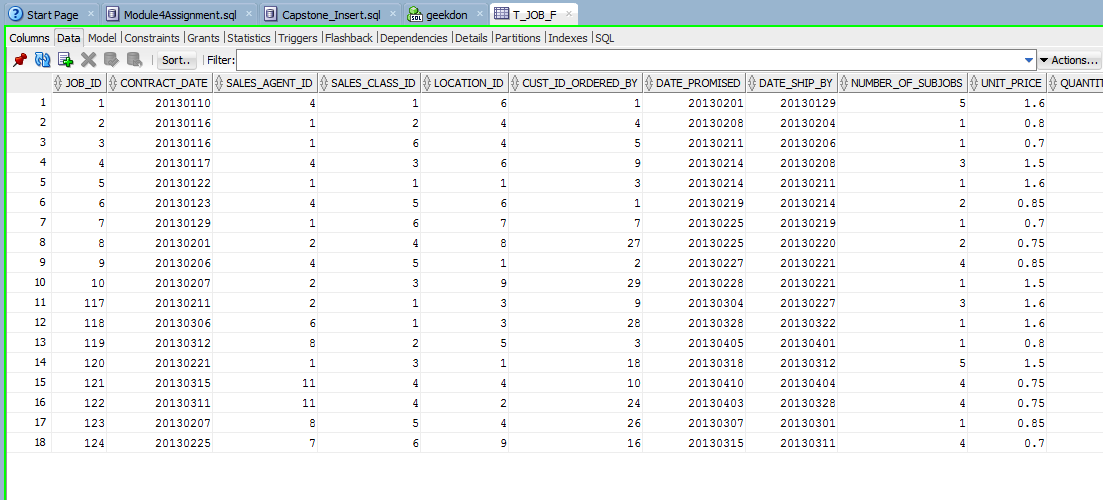 Start Page Module4Assignment.sql Capstone_Insert.sql geekdon T_JOB_F
Columns Data Model Constraints Grants Statistics Triggers Flashback Dependencies Details Partitions Indexes SQL
Sort.. Filter: Actions...
JOB_ID CONTRACT_DATE SALES_AGENT_ID SALES_CLASS_ID LOCATION_ID CUST_ID_ORDERED_BY DATE_PROMISED DATE_SHIP_BY NUMBER_OF_SUBJOBS UNIT_PRICE QUANTIT
1 1 20130110 4 1 6 1 20130201 20130129 5 1.6
2 2 20130116 1 2 4 4 20130208 20130204 1 0.8
3 3 20130116 1 6 4 5 20130211 20130206 1 0.7
4 4 20130117 4 3 6 9 20130214 20130208 3 1.5
5 5 20130122 1 1 1 3 20130214 20130211 1 1.6
6 6 20130123 4 5 6 1 20130219 20130214 2 0.85
7 7 20130129 1 6 7 7 20130225 20130219 1 0.7
8 8 20130201 2 4 8 27 20130225 20130220 2 0.75
9 9 20130206 4 5 1 2 20130227 20130221 4 0.85
10 10 20130207 2 3 9 29 20130228 20130221 1 1.5
11 117 20130211 2 1 3 9 20130304 20130227 3 1.6
12 118 20130306 6 1 3 28 20130328 20130322 1 1.6
13 119 20130312 8 2 5 3 20130405 20130401 1 0.8
14 120 20130221 1 3 1 18 20130318 20130312 5 1.5
15 121 20130315 11 4 4 10 20130410 20130404 4 0.75
16 122 20130311 11 4 2 24 20130403 20130328 4 0.75
17 123 20130207 8 5 4 26 20130307 20130301 1 0.85
18 124 20130225 7 6 9 16 20130315 20130311 4 0.7